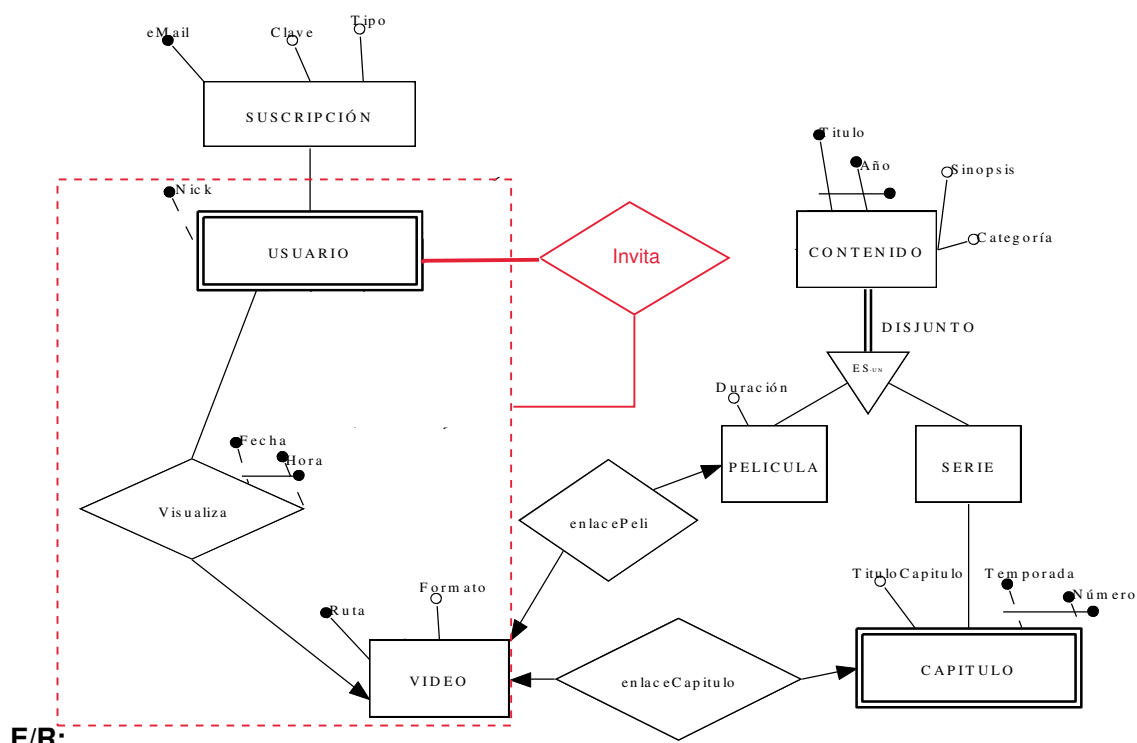 Tipo
eMail
Clave
SUSCRIPCIÓN
Titulo
Año
Sinopsis
Nick
Categoría
USUARIO
Invita
CONTENIDO
DISJUNTO
ES-UN
Duración
Fecha
Hora
PELICULA
SERIE
Visualiza
enlacePeli
TituloCapitulo
Temporada
Formato
Número
Ruta
VIDEO
enlaceCapitulo
CAPITULO
E/R: